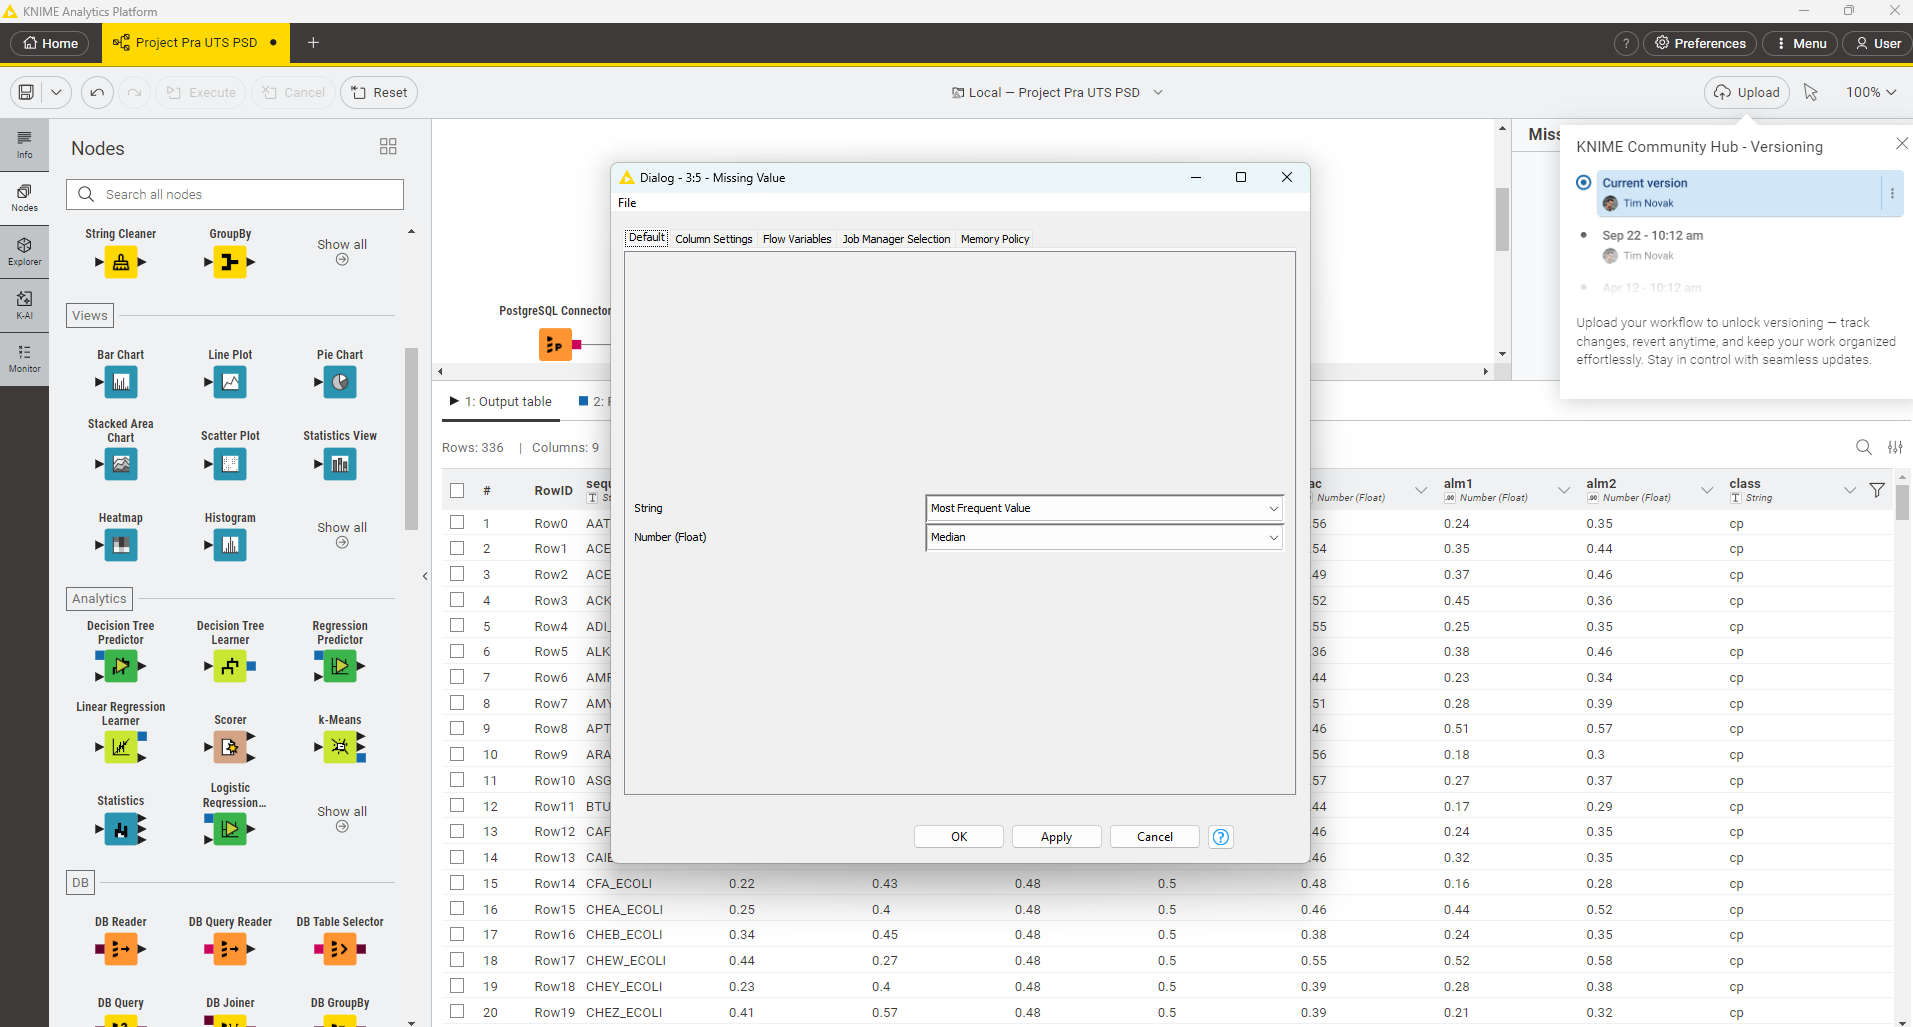 KNIME Analytics Platform
Home
Project Pra UTS PSD
Preferences
Menu
User
Execute
Cancel
Reset
Local — Project Pra UTS PSD
Upload
100%
Info
Nodes
Explorer
K-AI
Monitor
Nodes
Search all nodes
String Cleaner
GroupBy
Show all
Views
Bar Chart
Line Plot
Pie Chart
Stacked Area Chart
Scatter Plot
Statistics View
Heatmap
Histogram
Show all
Analytics
Decision Tree Predictor
Decision Tree Learner
Regression Predictor
Linear Regression Learner
Scorer
k-Means
Statistics
Logistic Regression...
Show all
DB
DB Reader
DB Query Reader
DB Table Selector
DB Query
DB Joiner
DB GroupBy
PostgreSQL Connector
Dialog - 3:5 - Missing Value
File
Default
Column Settings
Flow Variables
Job Manager Selection
Memory Policy
String
Most Frequent Value
Number (Float)
Median
OK
Apply
Cancel
KNIME Community Hub - Versioning
Current version
Tim Novak
Sep 22 - 10:12 am
Tim Novak
Apr 12 - 10:12 am
Upload your workflow to unlock versioning — track
changes, revert anytime, and keep your work organized
effortlessly. Stay in control with seamless updates.
1: Output table
2:
Rows: 336 | Columns: 9
# RowID
Number (Float)
alm1 Number (Float)
alm2 Number (Float)
class String
1 Row0 AAT .56 0.24 0.35 cp
2 Row1 ACE .54 0.35 0.44 cp
3 Row2 ACE .49 0.37 0.46 cp
4 Row3 ACK .52 0.45 0.36 cp
5 Row4 ADI_ .55 0.25 0.35 cp
6 Row5 ALK .36 0.38 0.46 cp
7 Row6 AMP .44 0.23 0.34 cp
8 Row7 AMY .51 0.28 0.39 cp
9 Row8 APT .46 0.51 0.57 cp
10 Row9 ARA .56 0.18 0.3 cp
11 Row10 ASG .57 0.27 0.37 cp
12 Row11 BTU .44 0.17 0.29 cp
13 Row12 CAF .46 0.24 0.35 cp
14 Row13 CAIE .46 0.32 0.35 cp
15 Row14 CFA_ECOLI 0.22 0.43 0.48 0.5 0.48 0.16 0.28 cp
16 Row15 CHEA_ECOLI 0.25 0.4 0.48 0.5 0.46 0.44 0.52 cp
17 Row16 CHEB_ECOLI 0.34 0.45 0.48 0.5 0.38 0.24 0.35 cp
18 Row17 CHEW_ECOLI 0.44 0.27 0.48 0.5 0.55 0.52 0.58 cp
19 Row18 CHEY_ECOLI 0.23 0.4 0.48 0.5 0.39 0.28 0.38 cp
20 Row19 CHEZ_ECOLI 0.41 0.57 0.48 0.5 0.39 0.21 0.32 cp